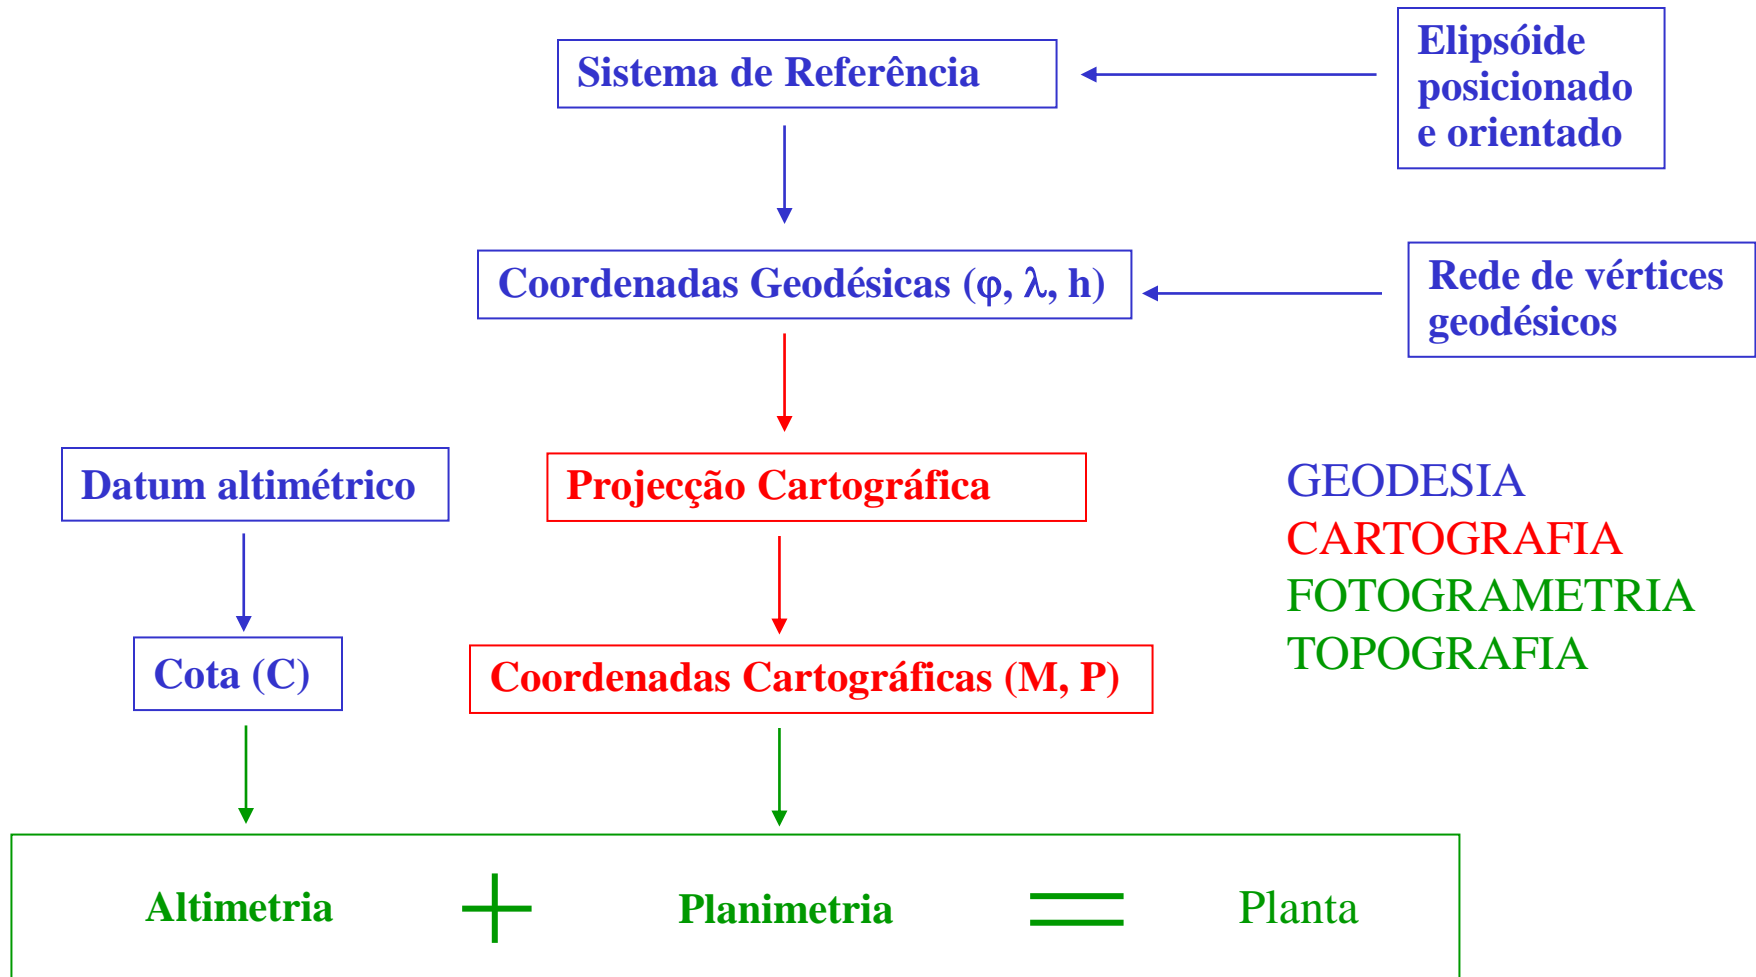 Sistema de Referência
Elipsóide
posicionado
e orientado
Coordenadas Geodésicas (φ, λ, h)
Rede de vértices
geodésicos
Datum altimétrico
Projecção Cartográfica
GEODESIA
CARTOGRAFIA
FOTOGRAMETRIA
TOPOGRAFIA
Cota (C)
Coordenadas Cartográficas (M, P)
Altimetria + Planimetria = Planta